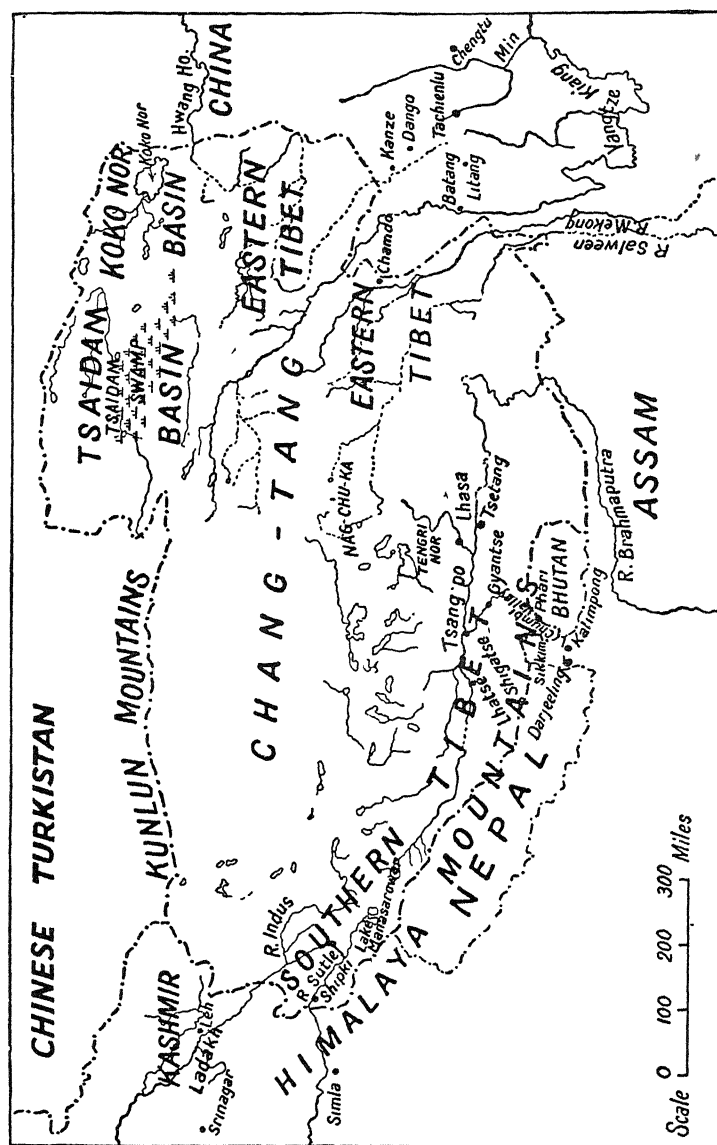 CHINESE TURKISTAN
KUNLUN MOUNTAINS
TSAIDAM
TSAIDAM
SWAMP
BASIN
KOKO NOR
Koko Nor
BASIN
Hwang Ho.
CHINA
KASHMIR
Ladakh
Leh
Srinagar
Simla
R. Indus
R. Sutlej
Shipki
Lake
Manasarowar
CHANG-TANG
NAG-CHU-KA
TENGRI
NOR
EASTERN
TIBET
EASTERN
TIBET
Chamdo
Kanze
Dango
Tachienlu
Batang
Litang
Chengtu
Min
Yangtze
Kiang
R. Mekong
R. Salween
SOUTHERN TIBET
Tsang po
Lhasa
Tsetang
Gyantse
Shigatse
Lhatse
HIMALAYA MOUNTAINS
NEPAL
Sikkim
Phari
BHUTAN
Darjeeling
Kalimpong
R. Brahmaputra
ASSAM
Scale 0 100 200 300 Miles